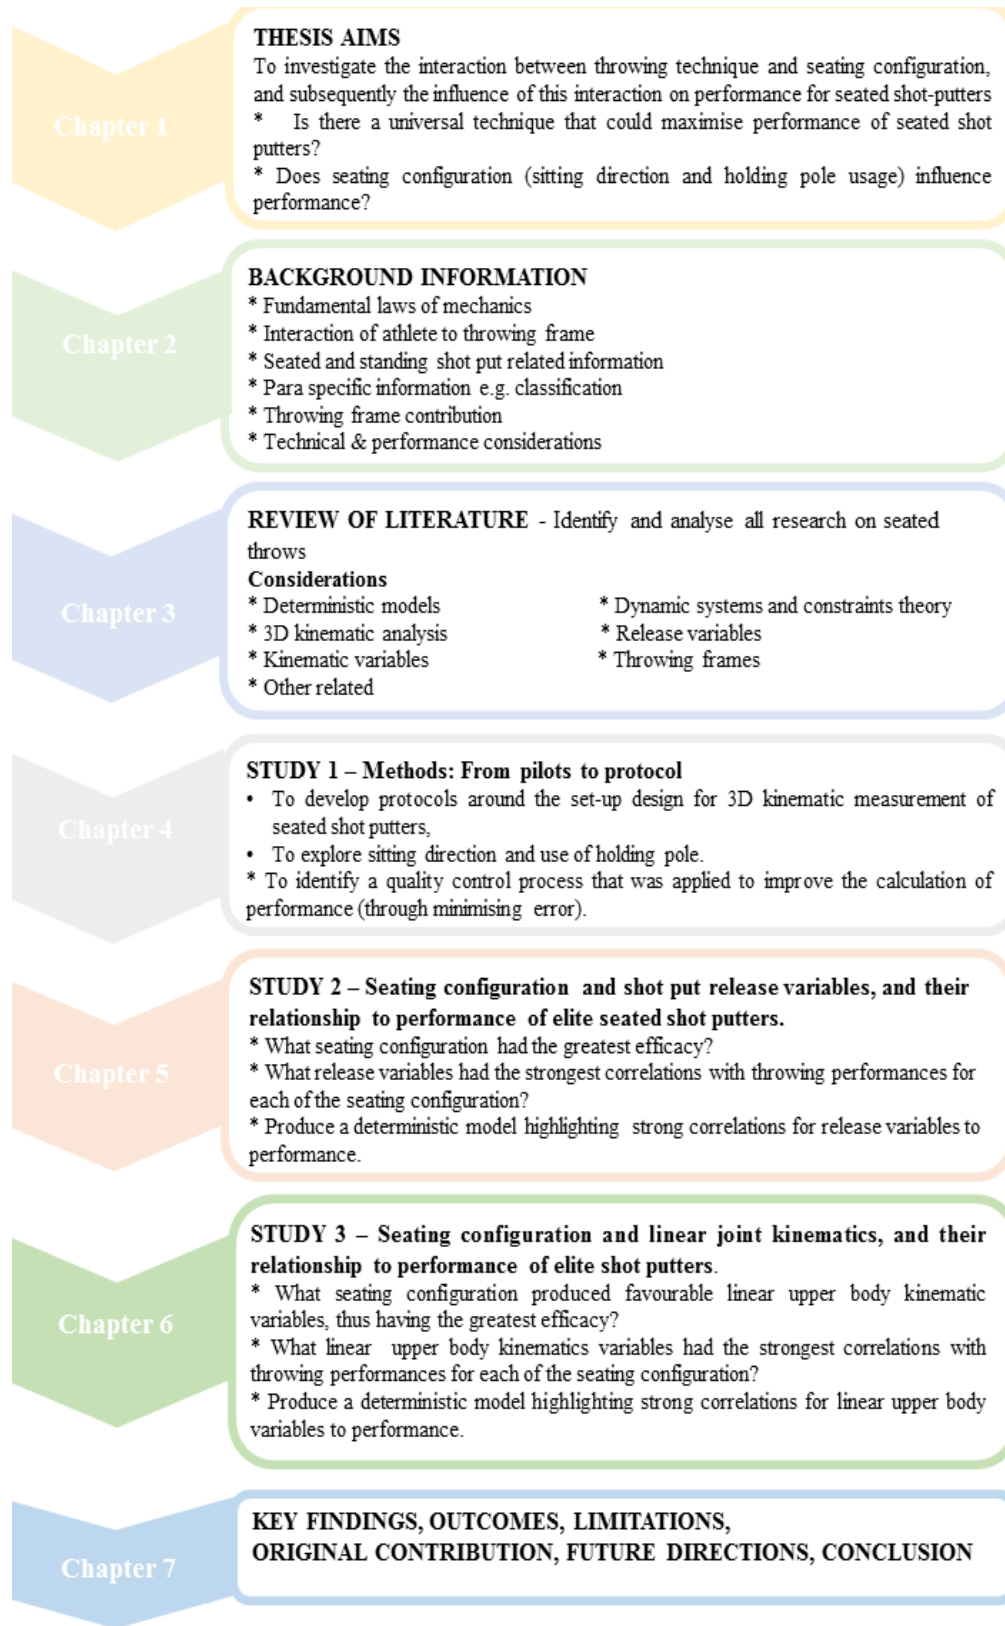 Chapter 1
THESIS AIMS
To investigate the interaction between throwing technique and seating configuration,
and subsequently the influence of this interaction on performance for seated shot-putters
* Is there a universal technique that could maximise performance of seated shot
putters?
* Does seating configuration (sitting direction and holding pole usage) influence
performance?
Chapter 2
BACKGROUND INFORMATION
* Fundamental laws of mechanics
* Interaction of athlete to throwing frame
* Seated and standing shot put related information
* Para specific information e.g. classification
* Throwing frame contribution
* Technical & performance considerations
Chapter 3
REVIEW OF LITERATURE - Identify and analyse all research on seated
throws
Considerations
* Deterministic models * Dynamic systems and constraints theory
* 3D kinematic analysis * Release variables
* Kinematic variables * Throwing frames
* Other related
Chapter 4
STUDY 1 – Methods: From pilots to protocol
• To develop protocols around the set-up design for 3D kinematic measurement of
seated shot putters,
• To explore sitting direction and use of holding pole.
* To identify a quality control process that was applied to improve the calculation of
performance (through minimising error).
Chapter 5
STUDY 2 – Seating configuration and shot put release variables, and their
relationship to performance of elite seated shot putters.
* What seating configuration had the greatest efficacy?
* What release variables had the strongest correlations with throwing performances for
each of the seating configuration?
* Produce a deterministic model highlighting strong correlations for release variables to
performance.
Chapter 6
STUDY 3 – Seating configuration and linear joint kinematics, and their
relationship to performance of elite shot putters.
* What seating configuration produced favourable linear upper body kinematic
variables, thus having the greatest efficacy?
* What linear upper body kinematics variables had the strongest correlations with
throwing performances for each of the seating configuration?
* Produce a deterministic model highlighting strong correlations for linear upper body
variables to performance.
Chapter 7
KEY FINDINGS, OUTCOMES, LIMITATIONS,
ORIGINAL CONTRIBUTION, FUTURE DIRECTIONS, CONCLUSION